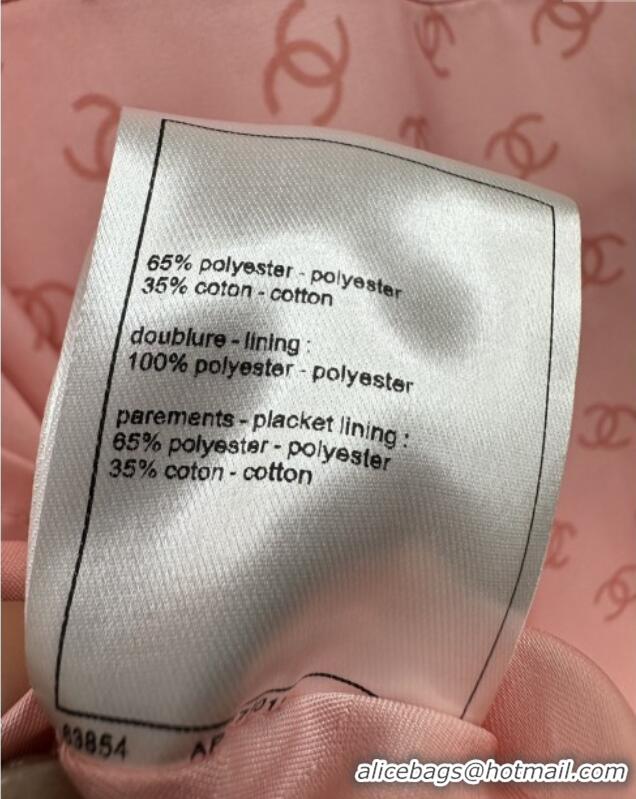 65% polyester - polyester
35% coton - cotton
doublure - lining :
100% polyester - polyester
parements - placket lining :
65% polyester - polyester
35% coton - cotton
63854
alicebags@hotmail.com